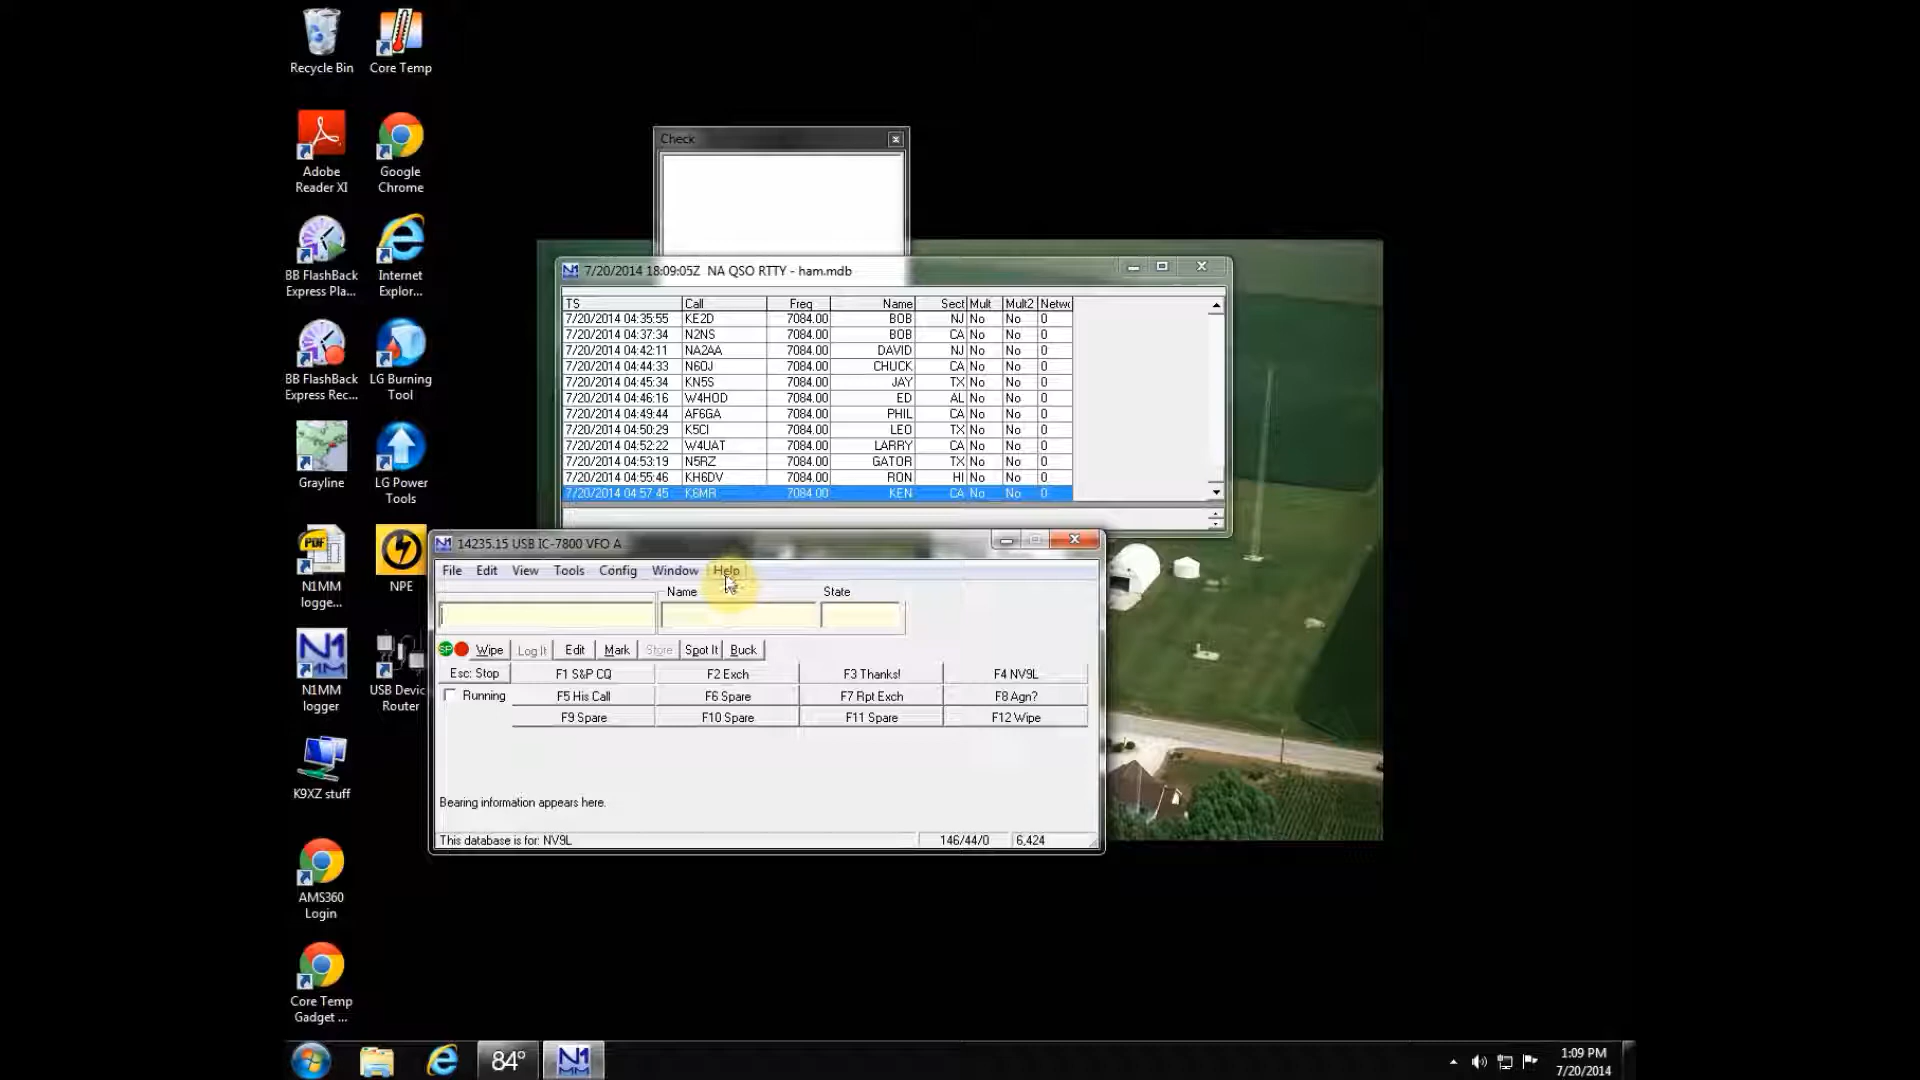 Recycle Bin
Core Temp
Adobe
Reader XI
Google
Chrome
BB FlashBack
Express Pla...
Internet
Explor...
BB FlashBack
Express Rec...
LG Burning
Tool
Grayline
LG Power
Tools
PDF
N1MM
logge...
NPE
N1
MM
N1MM
logger
USB Devic
Router
K9XZ stuff
AMS360
Login
Core Temp
Gadget ...
Check
7/20/2014 18:09:05Z NA QSO RTTY - ham.mdb
TS Call Freq Name Sect Mult Mult2 Netwo
7/20/2014 04:35:55 KE2D 7084.00 BOB NJ No No 0
7/20/2014 04:37:34 N2NS 7084.00 BOB CA No No 0
7/20/2014 04:42:11 NA2AA 7084.00 DAVID NJ No No 0
7/20/2014 04:44:33 N6OJ 7084.00 CHUCK CA No No 0
7/20/2014 04:45:34 KN5S 7084.00 JAY TX No No 0
7/20/2014 04:46:16 W4HOD 7084.00 ED AL No No 0
7/20/2014 04:49:44 AF6GA 7084.00 PHIL CA No No 0
7/20/2014 04:50:29 K5CI 7084.00 LEO TX No No 0
7/20/2014 04:52:22 W4UAT 7084.00 LARRY CA No No 0
7/20/2014 04:53:19 N5RZ 7084.00 GATOR TX No No 0
7/20/2014 04:55:46 KH6DV 7084.00 RON HI No No 0
7/20/2014 04:57:45 K6MR 7084.00 KEN CA No No 0
14235.15 USB IC-7800 VFO A
File Edit View Tools Config Window Help
Name State
SP Wipe Log It Edit Mark Store Spot It Buck
Esc: Stop F1 S&P CQ F2 Exch F3 Thanks! F4 NV9L
Running F5 His Call F6 Spare F7 Rpt Exch F8 Agn?
F9 Spare F10 Spare F11 Spare F12 Wipe
Bearing information appears here.
This database is for: NV9L 146/44/0 6,424
84°
N1
MM
1:09 PM
7/20/2014